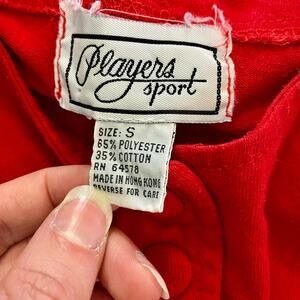 Players
sport
SIZE: S
65% POLYESTER
35% COTTON
RN 64578
MADE IN HONG KONG
REVERSE FOR CARE